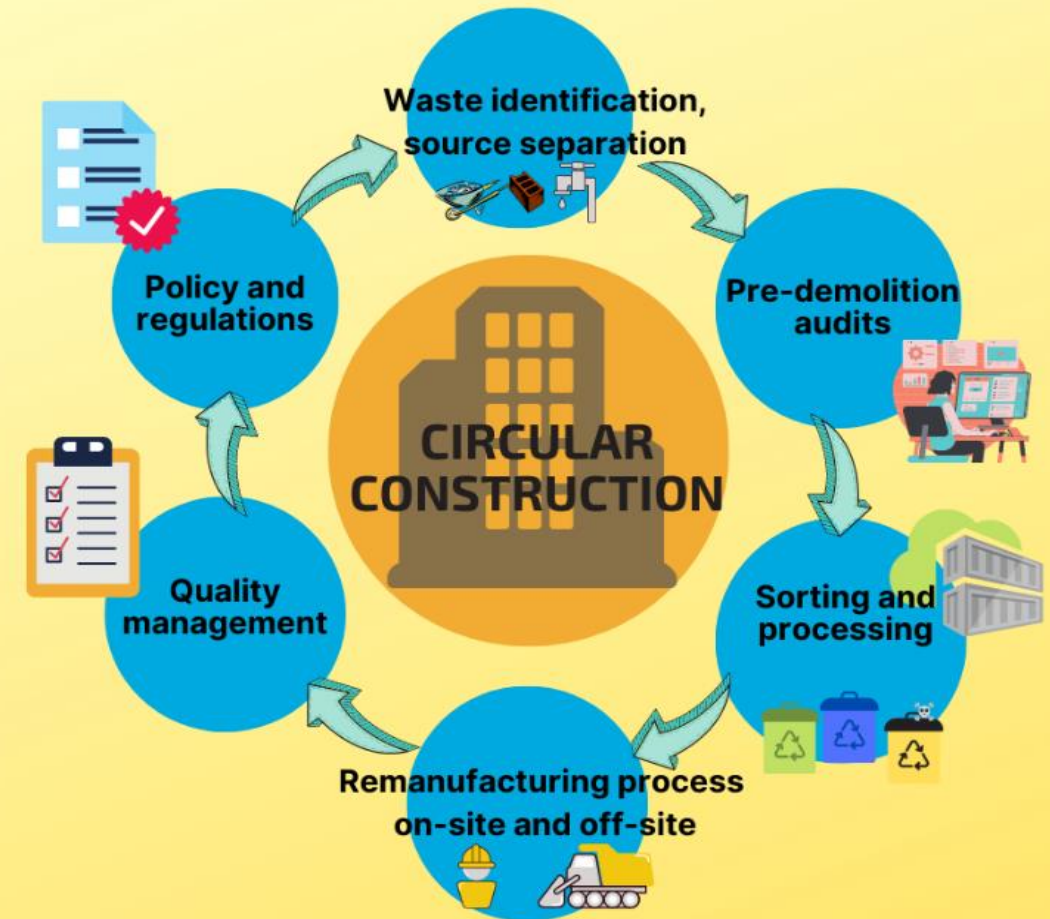 Waste identification,
source separation
Pre-demolition
audits
Sorting and
processing
Remanufacturing process
on-site and off-site
Quality
management
Policy and
regulations
CIRCULAR
CONSTRUCTION